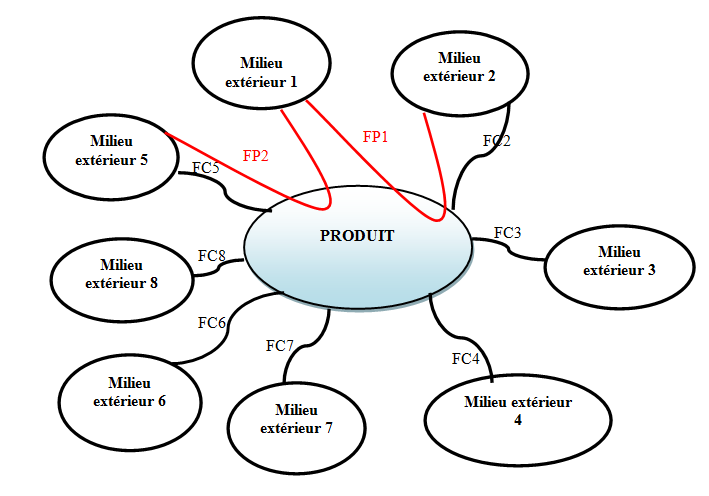 Milieu
extérieur 1
Milieu
extérieur 2
Milieu
extérieur 5
FP1
FC2
FP2
FC5
PRODUIT
FC3
Milieu
extérieur 3
FC8
Milieu
extérieur 8
FC6
FC7
FC4
Milieu
extérieur 6
Milieu
extérieur 7
Milieu extérieur
4